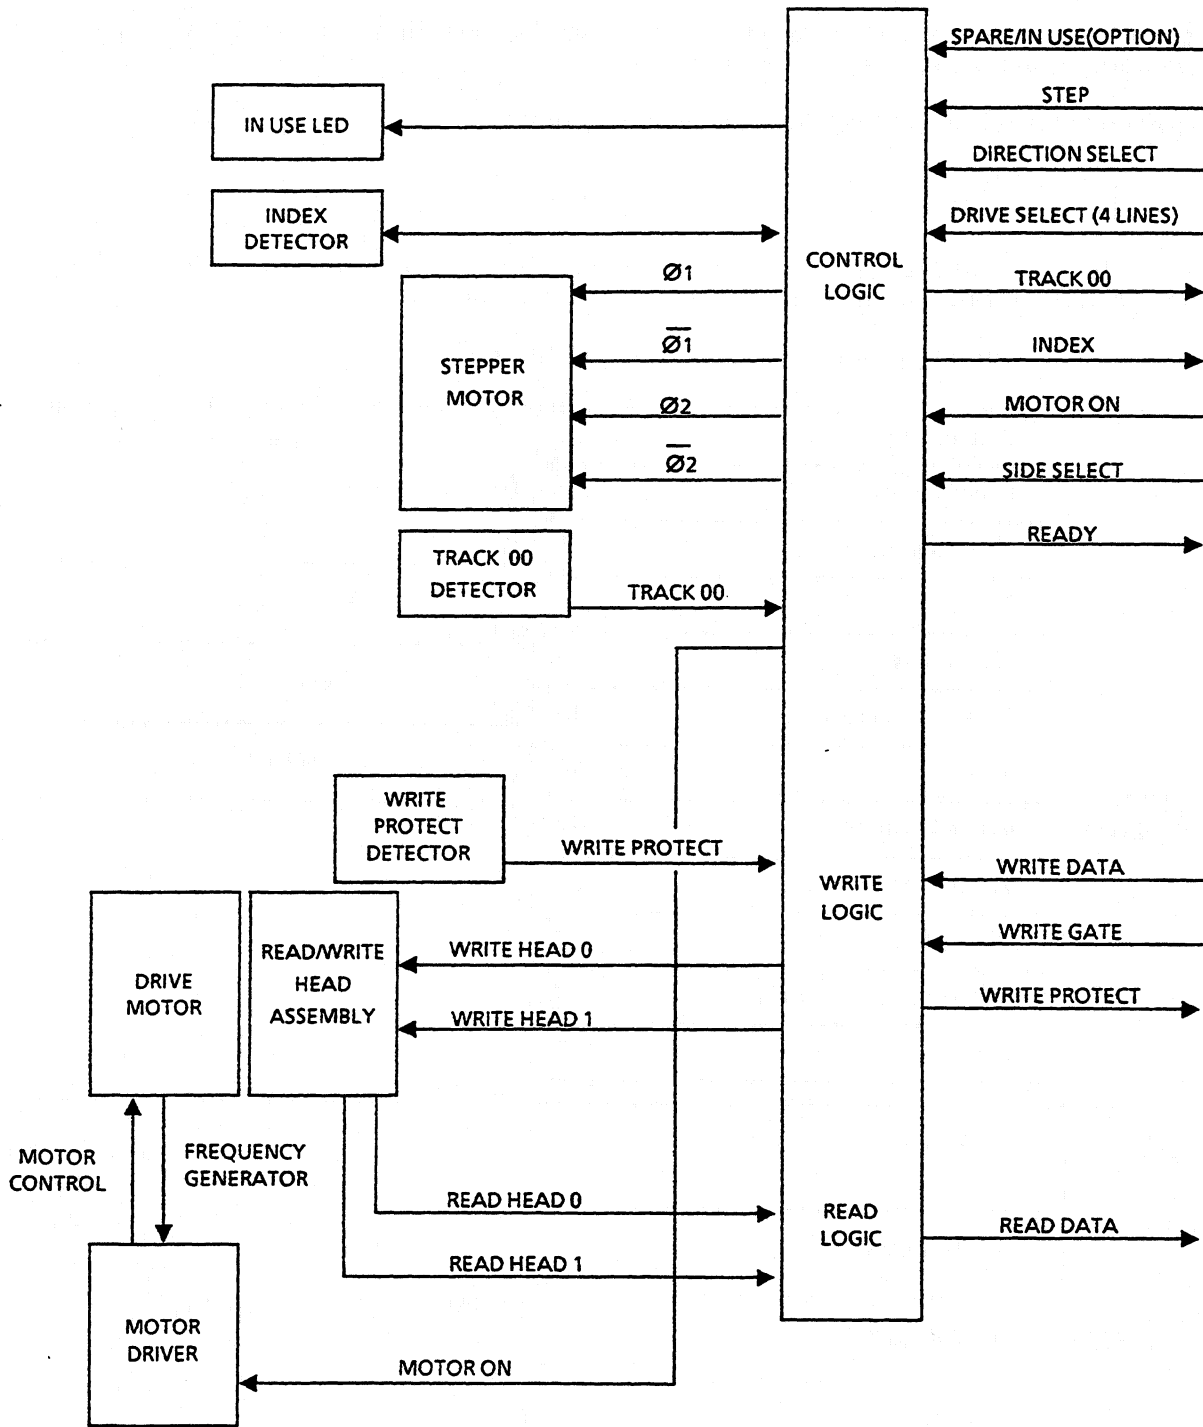 SPARE/IN USE(OPTION)
STEP
IN USE LED
DIRECTION SELECT
INDEX
DETECTOR
DRIVE SELECT (4 LINES)
CONTROL
LOGIC
Ø1
TRACK 00
STEPPER
MOTOR
Ø̅1̅
INDEX
Ø2
MOTOR ON
Ø̅2̅
SIDE SELECT
READY
TRACK 00
DETECTOR
TRACK 00
WRITE
PROTECT
DETECTOR
WRITE PROTECT
WRITE
LOGIC
WRITE DATA
WRITE GATE
WRITE PROTECT
DRIVE
MOTOR
READ/WRITE
HEAD
ASSEMBLY
WRITE HEAD 0
WRITE HEAD 1
MOTOR
CONTROL
FREQUENCY
GENERATOR
READ HEAD 0
READ HEAD 1
READ
LOGIC
READ DATA
MOTOR
DRIVER
MOTOR ON